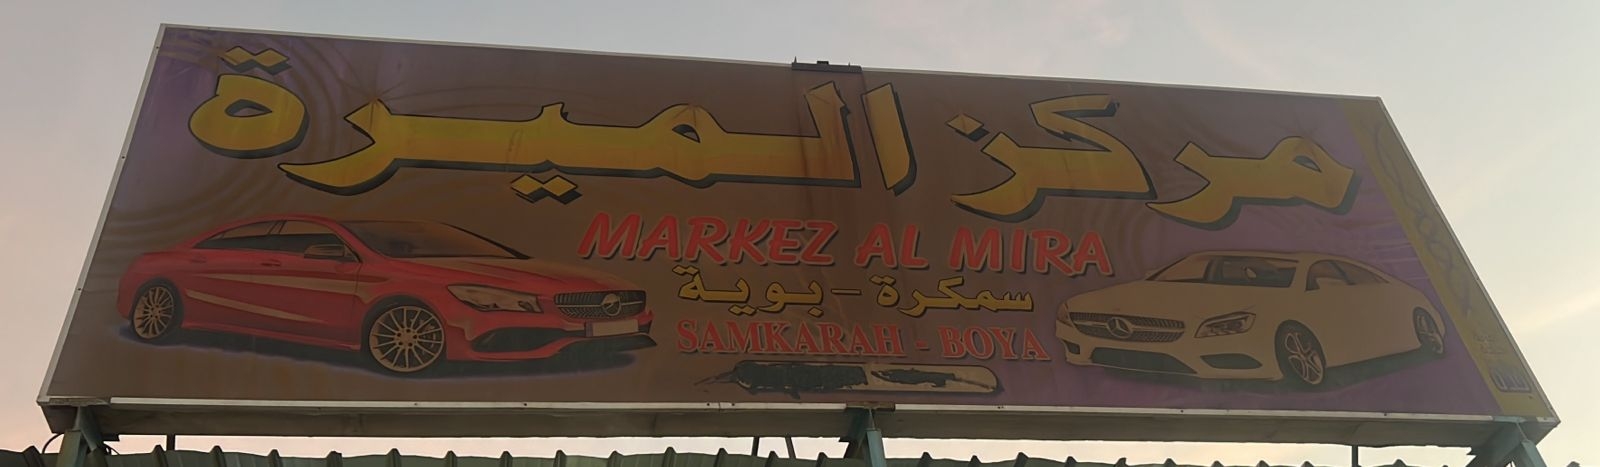 مركز الميرة
MARKEZ AL MIRA
سمكرة - بوية
SAMKARAH - BOYA